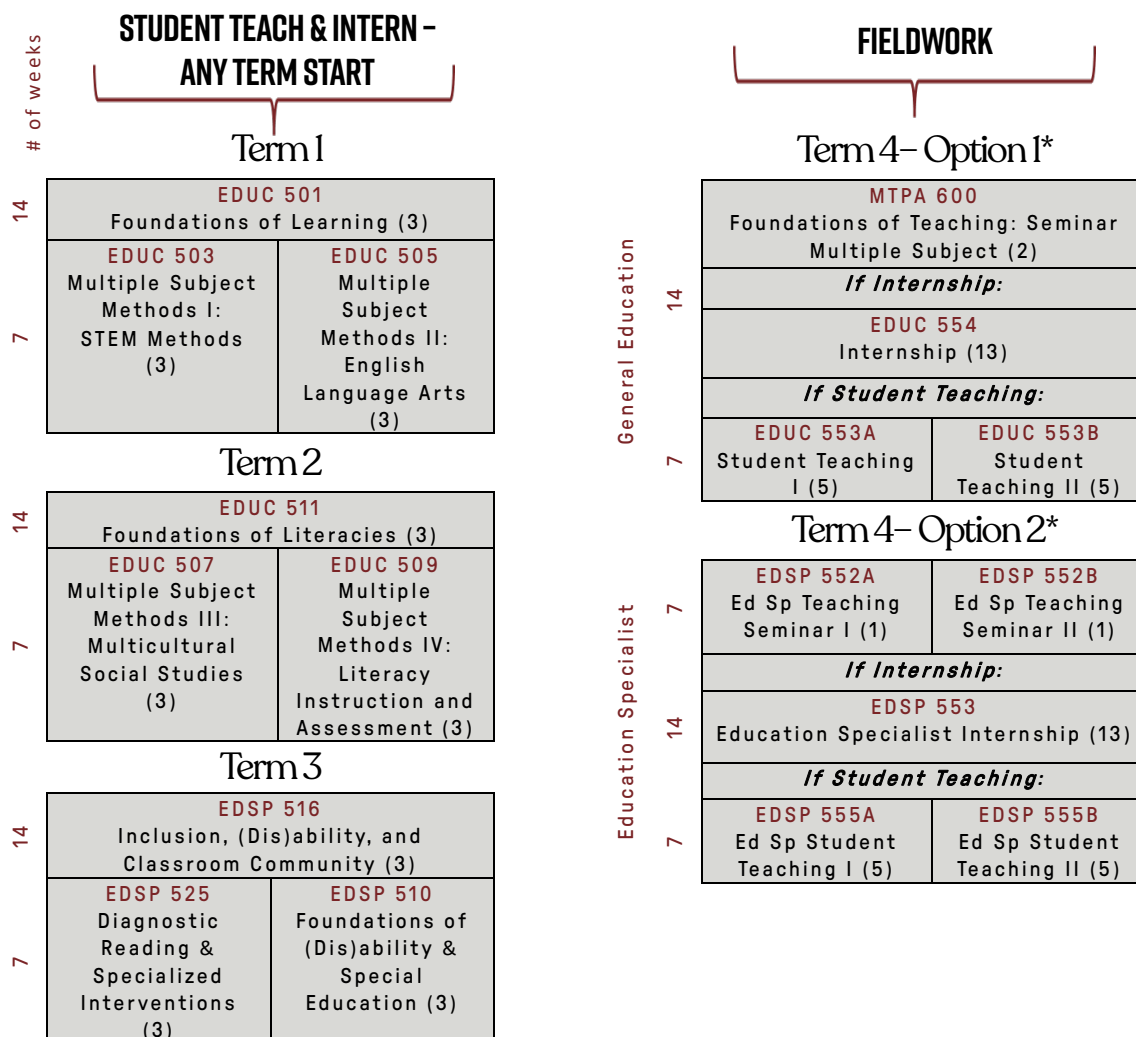 STUDENT TEACH & INTERN –
ANY TERM START
# of weeks
Term 1
14
EDUC 501
Foundations of Learning (3)
7
EDUC 503
Multiple Subject
Methods I:
STEM Methods
(3)
EDUC 505
Multiple
Subject
Methods II:
English
Language Arts
(3)
Term 2
14
EDUC 511
Foundations of Literacies (3)
7
EDUC 507
Multiple Subject
Methods III:
Multicultural
Social Studies
(3)
EDUC 509
Multiple
Subject
Methods IV:
Literacy
Instruction and
Assessment (3)
Term 3
14
EDSP 516
Inclusion, (Dis)ability, and
Classroom Community (3)
7
EDSP 525
Diagnostic
Reading &
Specialized
Interventions
(3)
EDSP 510
Foundations of
(Dis)ability &
Special
Education (3)
FIELDWORK
Term 4– Option 1*
General Education
14
MTPA 600
Foundations of Teaching: Seminar
Multiple Subject (2)
If Internship:
EDUC 554
Internship (13)
If Student Teaching:
7
EDUC 553A
Student Teaching
I (5)
EDUC 553B
Student
Teaching II (5)
Term 4– Option 2*
Education Specialist
7
EDSP 552A
Ed Sp Teaching
Seminar I (1)
EDSP 552B
Ed Sp Teaching
Seminar II (1)
If Internship:
14
EDSP 553
Education Specialist Internship (13)
If Student Teaching:
7
EDSP 555A
Ed Sp Student
Teaching I (5)
EDSP 555B
Ed Sp Student
Teaching II (5)